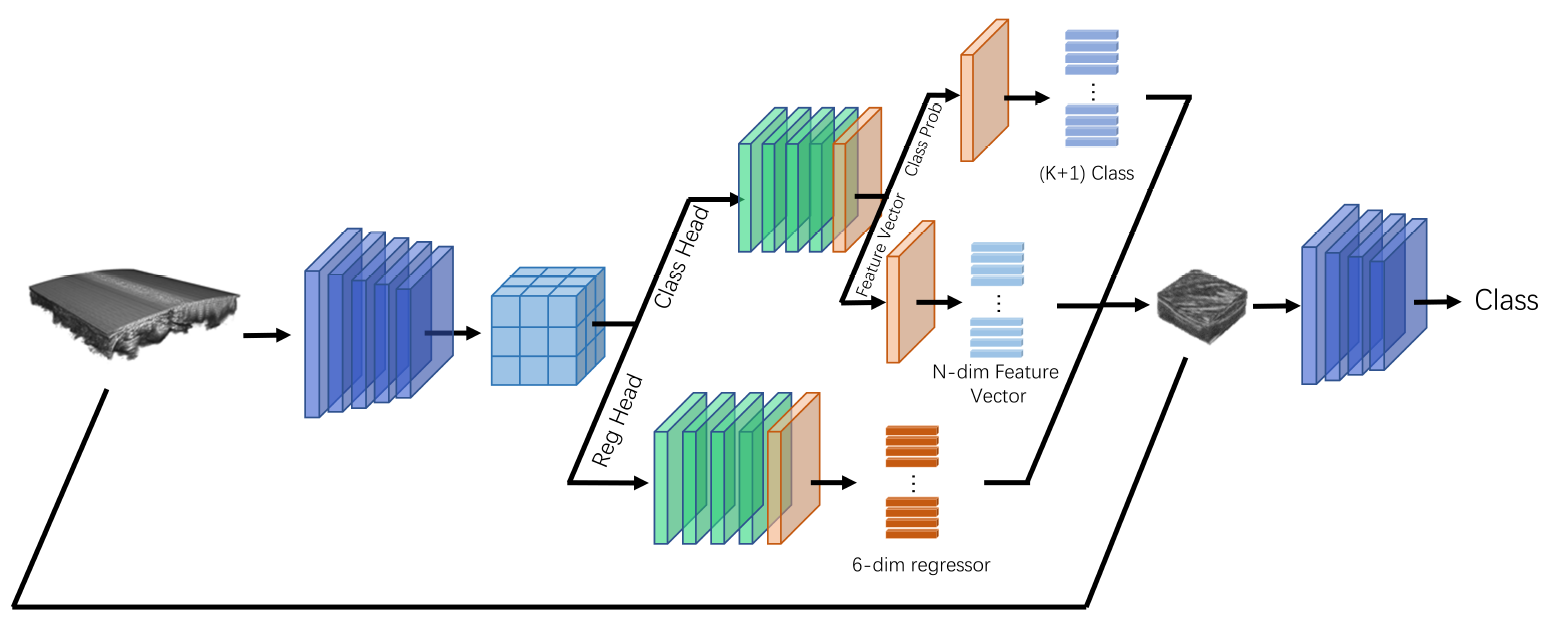 Class Prob
(K+1) Class
Class Head
Feature Vector
Class
N-dim Feature
Vector
Reg Head
6-dim regressor